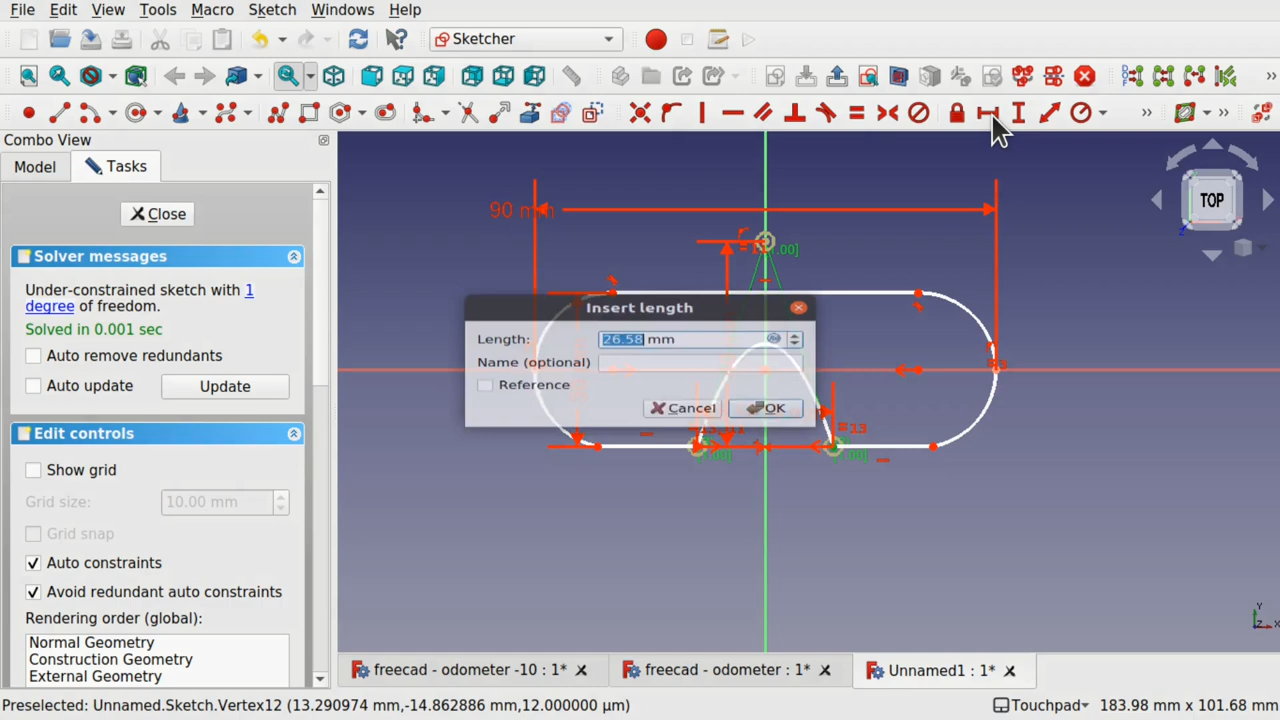 File Edit View Tools Macro Sketch Windows Help
Sketcher
Combo View
Model Tasks
Close
Solver messages
Under-constrained sketch with 1
degree of freedom.
Solved in 0.001 sec
Auto remove redundants
Auto update Update
Edit controls
Show grid
Grid size: 10.00 mm
Grid snap
Auto constraints
Avoid redundant auto constraints
Rendering order (global):
Normal Geometry
Construction Geometry
External Geometry
TOP
Y
Z X
Insert length
Length: 26.58 mm
Name (optional)
Reference
Cancel OK
freecad - odometer -10 : 1*
freecad - odometer : 1*
Unnamed1 : 1*
Preselected: Unnamed.Sketch.Vertex12 (13.290974 mm,-14.862886 mm,12.000000 μm)
Touchpad 183.98 mm x 101.68 mm